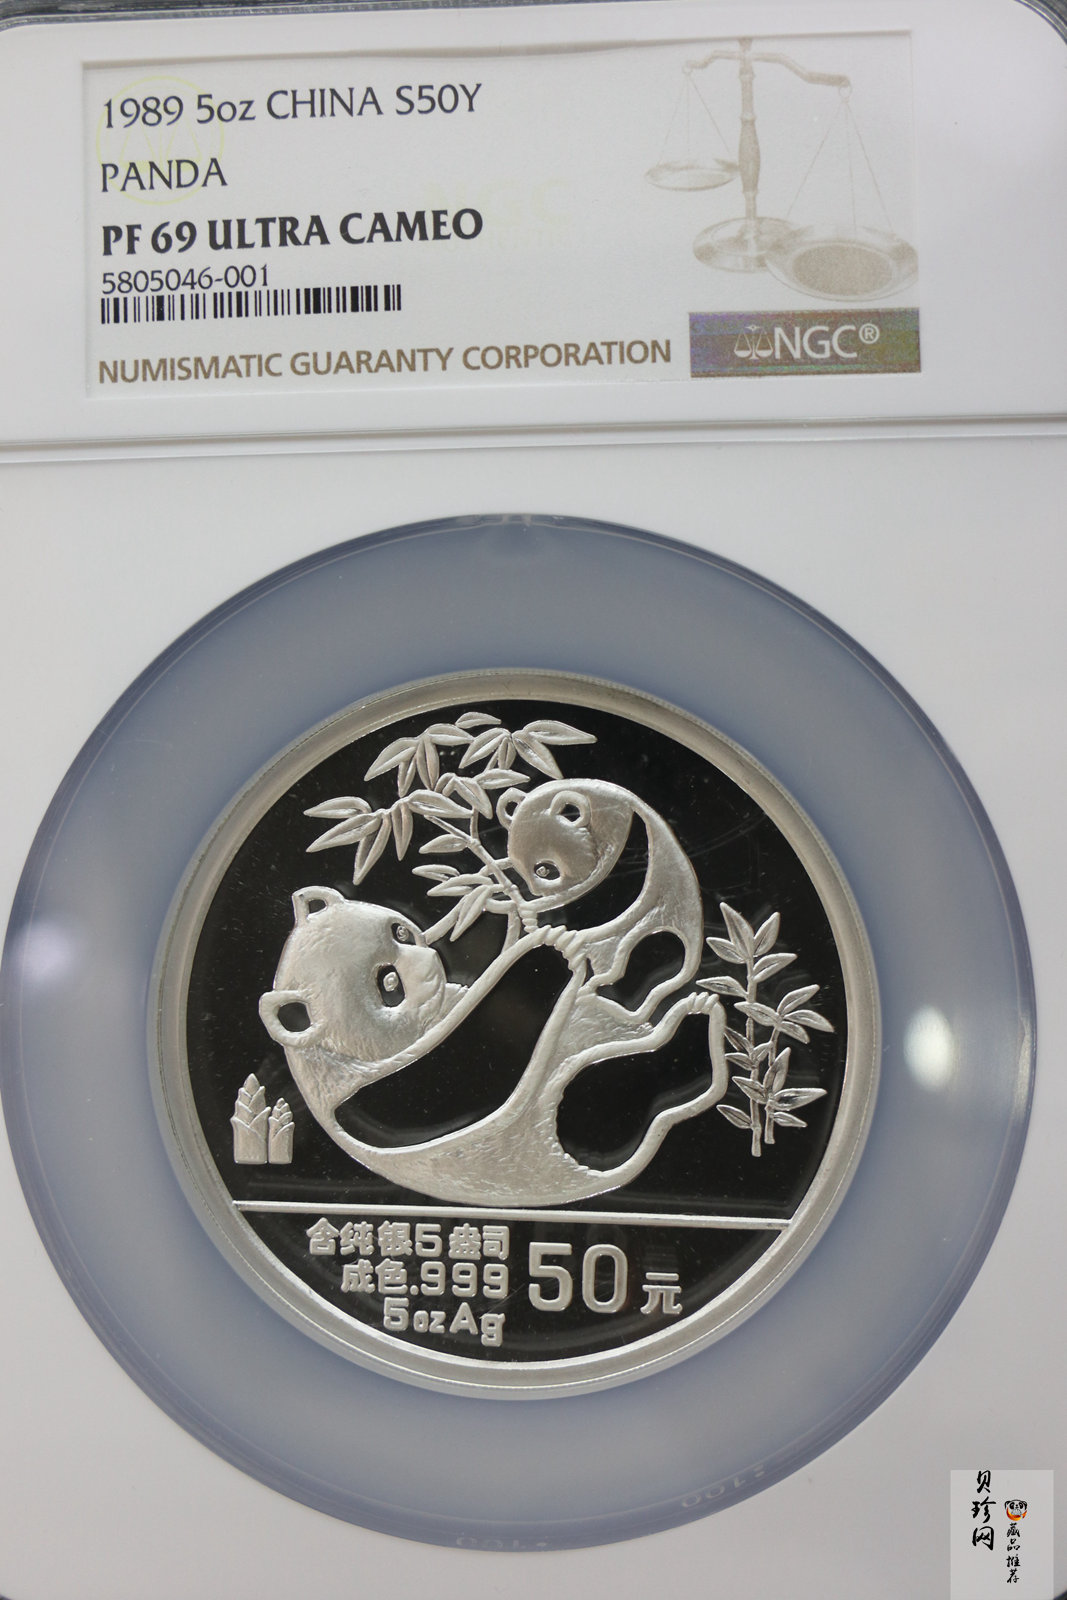 1989 5oz CHINA S50Y
PANDA
PF 69 ULTRA CAMEO
5805046-001
NUMISMATIC GUARANTY CORPORATION
NGC®
含纯银5盎司
成色.999
5 oz Ag
50元
贝珍网
藏品推荐